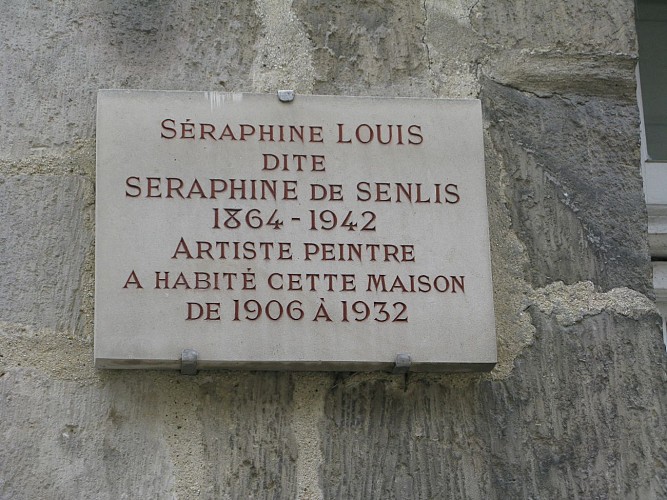 SÉRAPHINE LOUIS
DITE
SERAPHINE DE SENLIS
1864 - 1942
ARTISTE PEINTRE
A HABITÉ CETTE MAISON
DE 1906 À 1932